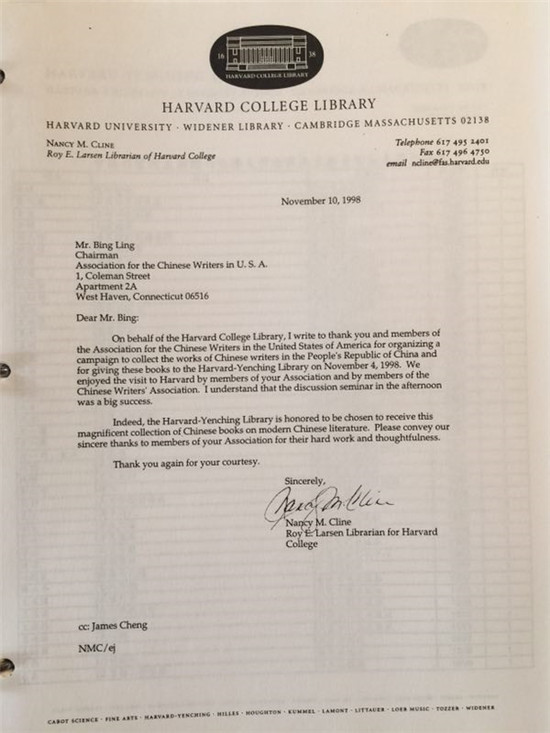 16 38
HARVARD COLLEGE LIBRARY
HARVARD COLLEGE LIBRARY
HARVARD UNIVERSITY · WIDENER LIBRARY · CAMBRIDGE MASSACHUSETTS 02138
NANCY M. CLINE
Roy E. Larsen Librarian of Harvard College
Telephone 617 495 2401
Fax 617 496 4750
email ncline@fas.harvard.edu
November 10, 1998
Mr. Bing Ling
Chairman
Association for the Chinese Writers in U. S. A.
1, Coleman Street
Apartment 2A
West Haven, Connecticut 06516
Dear Mr. Bing:
On behalf of the Harvard College Library, I write to thank you and members of
the Association for the Chinese Writers in the United States of America for organizing a
campaign to collect the works of Chinese writers in the People's Republic of China and
for giving these books to the Harvard-Yenching Library on November 4, 1998. We
enjoyed the visit to Harvard by members of your Association and by members of the
Chinese Writers' Association. I understand that the discussion seminar in the afternoon
was a big success.
Indeed, the Harvard-Yenching Library is honored to be chosen to receive this
magnificent collection of Chinese books on modern Chinese literature. Please convey our
sincere thanks to members of your Association for their hard work and thoughtfulness.
Thank you again for your courtesy.
Sincerely,
Nancy M. Cline
Nancy M. Cline
Roy E. Larsen Librarian for Harvard
College
cc: James Cheng
NMC/ej
CABOT SCIENCE · FINE ARTS · HARVARD-YENCHING · HILLES · HOUGHTON · KUMMEL · LAMONT · LITTAUER · LOEB MUSIC · TOZZER · WIDENER